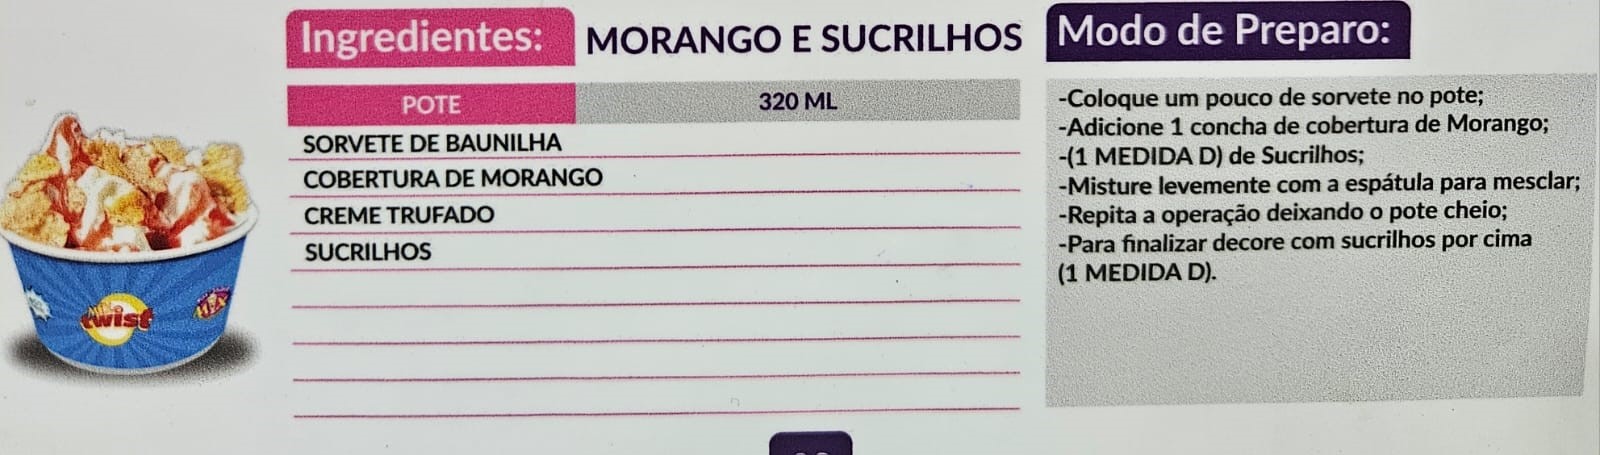 Ingredientes:
MORANGO E SUCRILHOS
POTE
320 ML
SORVETE DE BAUNILHA
COBERTURA DE MORANGO
CREME TRUFADO
SUCRILHOS
twist
Modo de Preparo:
-Coloque um pouco de sorvete no pote;
-Adicione 1 concha de cobertura de Morango;
-(1 MEDIDA D) de Sucrilhos;
-Misture levemente com a espátula para mesclar;
-Repita a operação deixando o pote cheio;
-Para finalizar decore com sucrilhos por cima
(1 MEDIDA D).